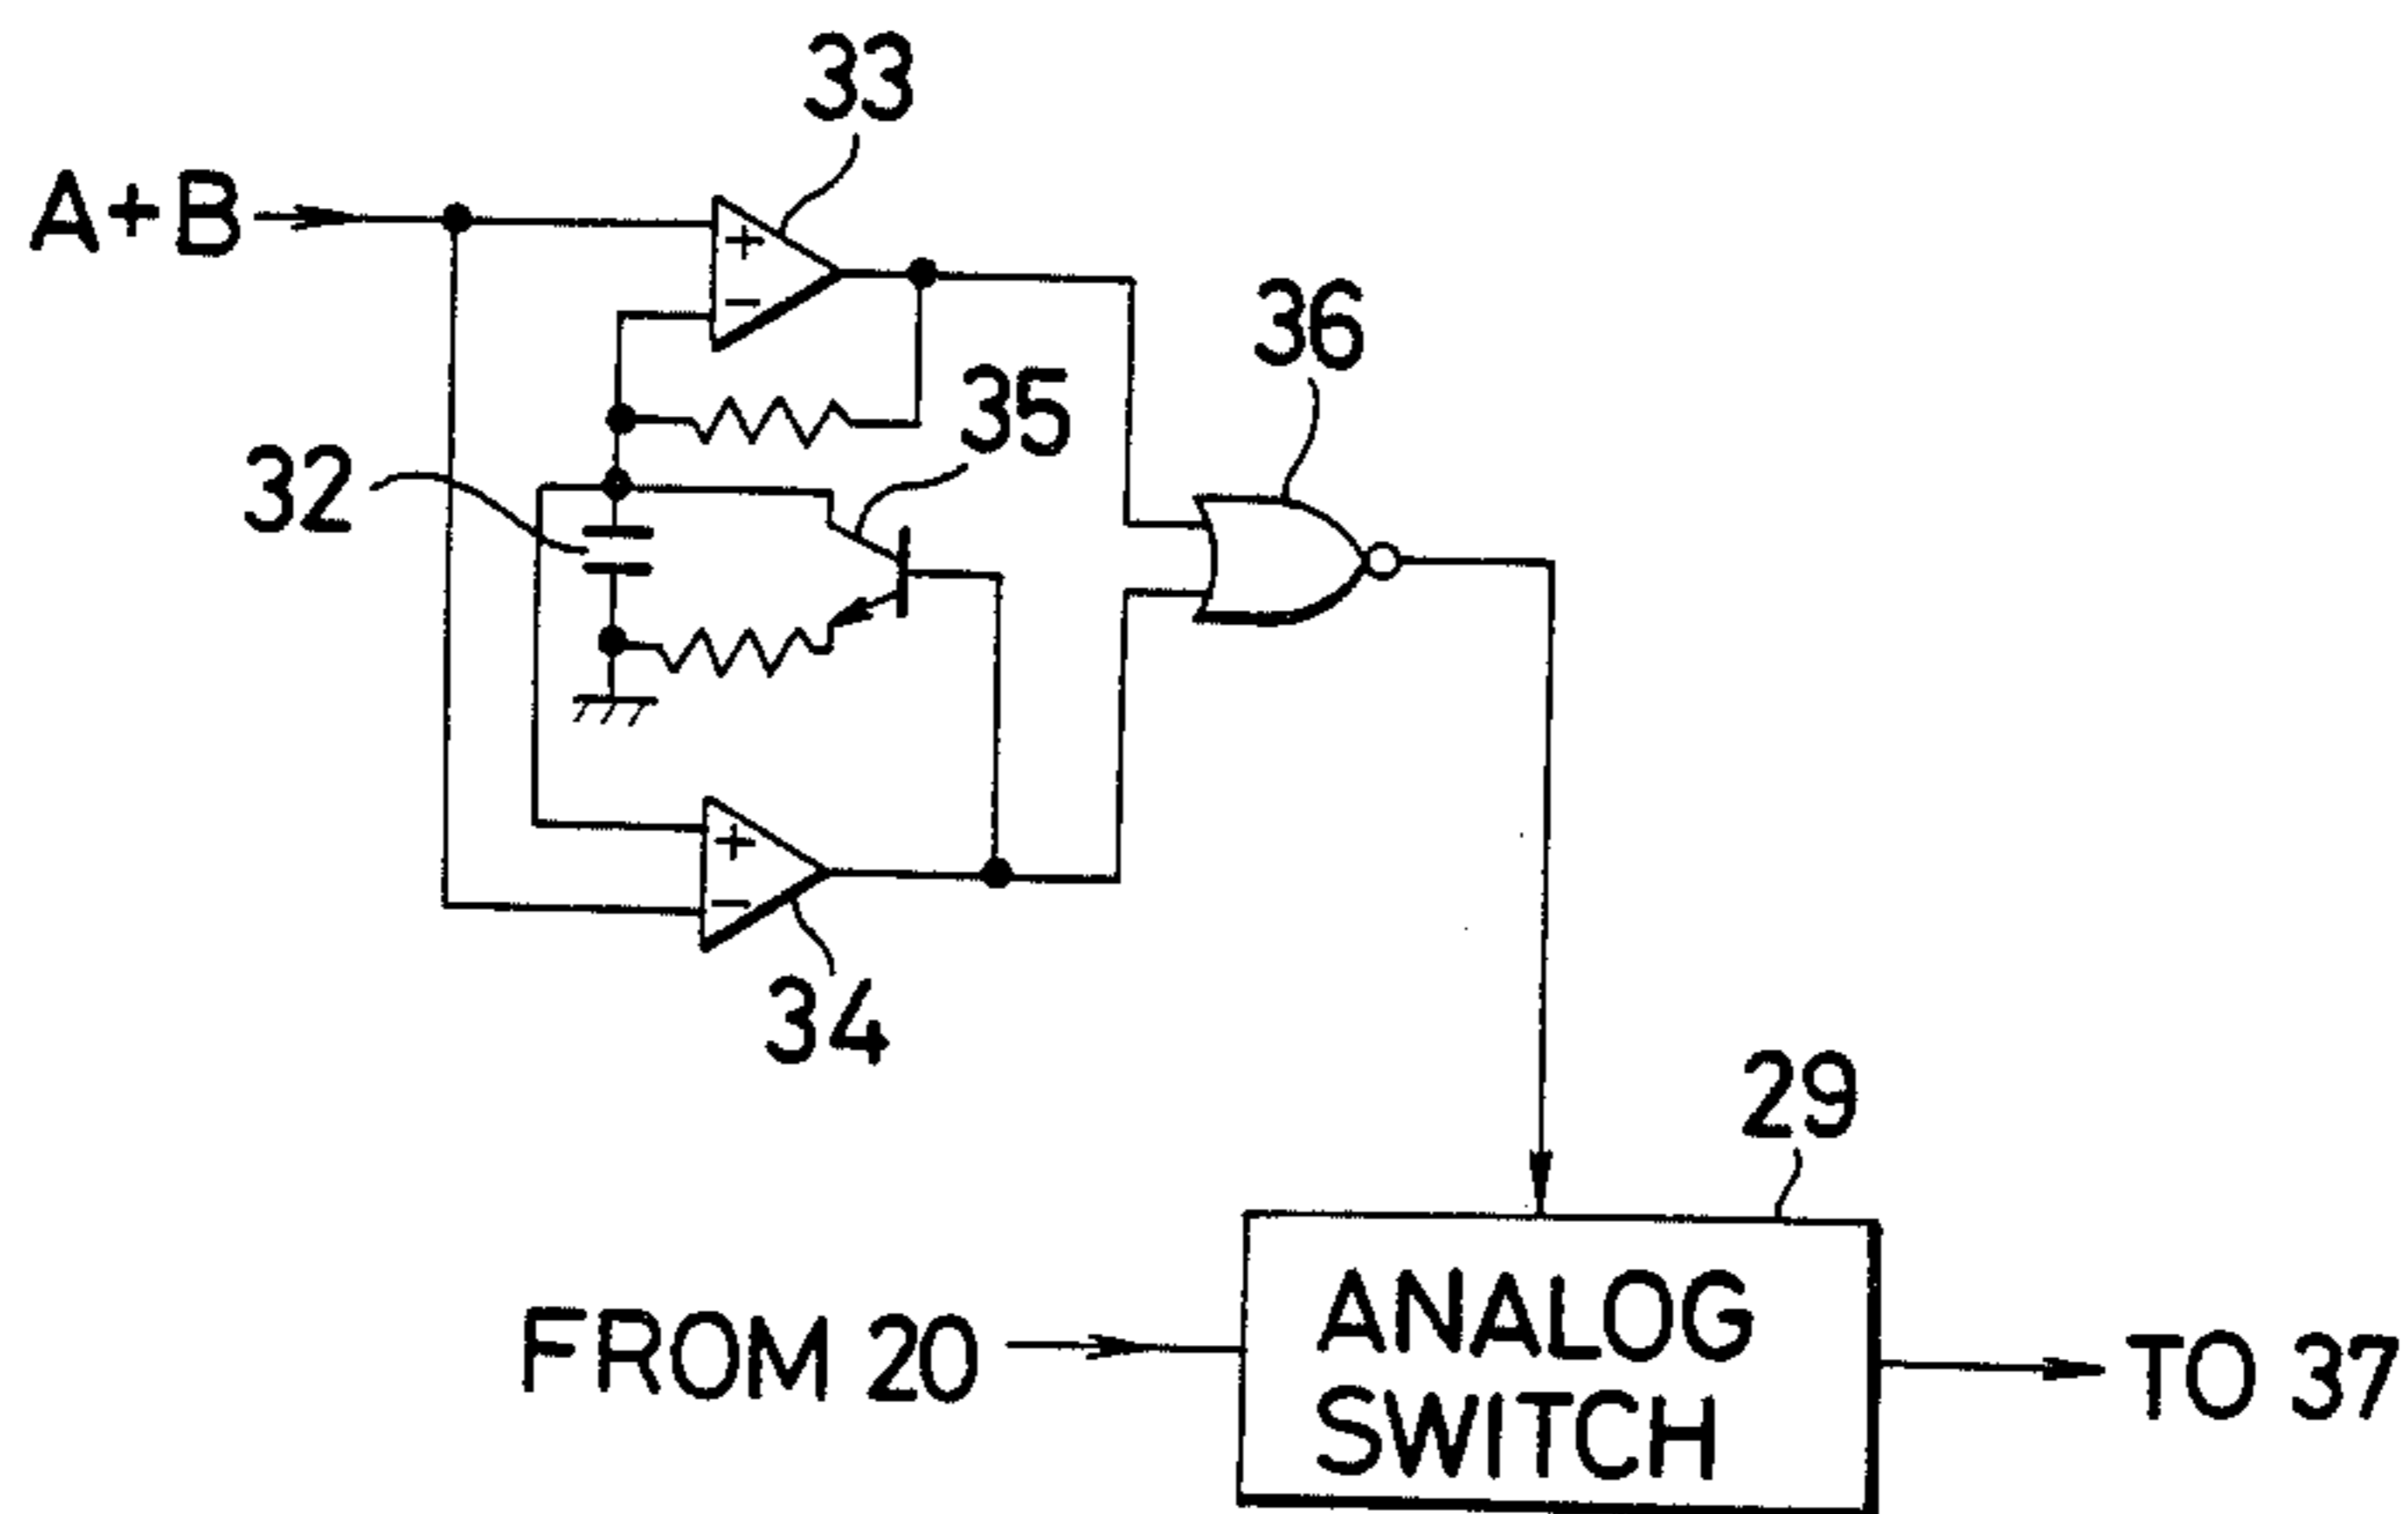 33
A+B
+
−
36
35
32
+
−
34
29
ANALOG
SWITCH
FROM 20
TO 37